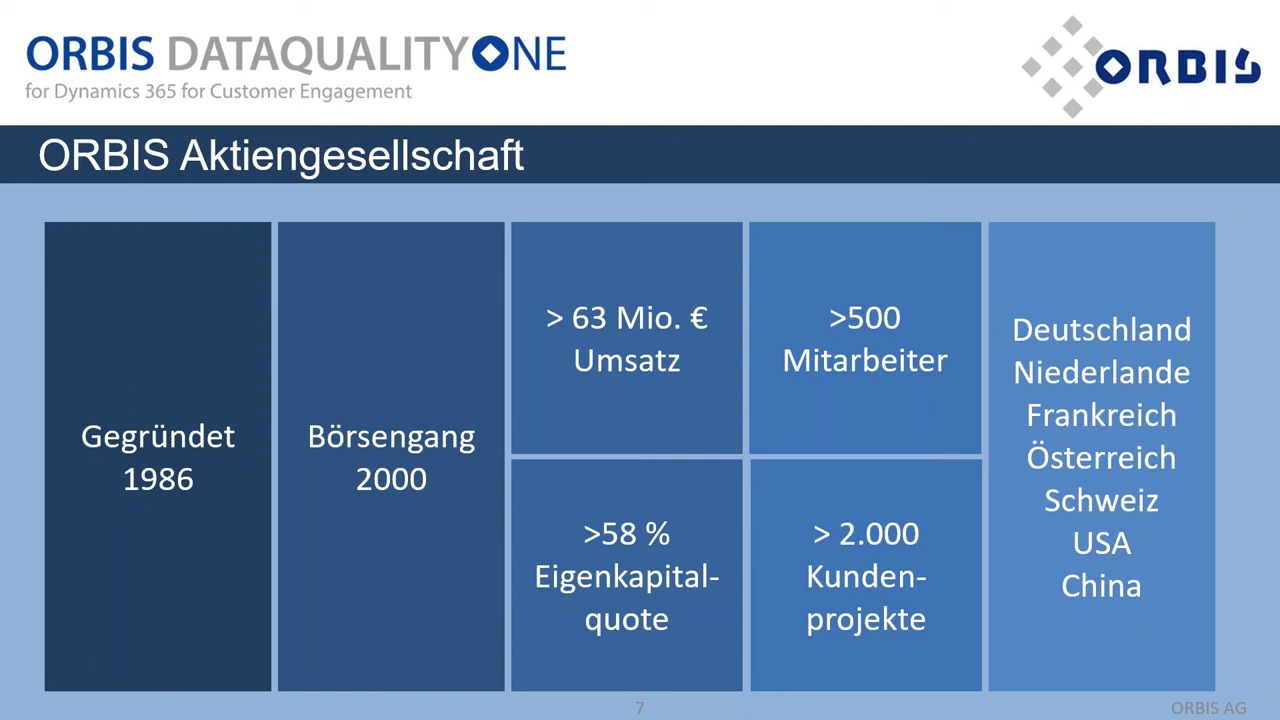 ORBIS DATAQUALITYONE
for Dynamics 365 for Customer Engagement
ORBIS
ORBIS Aktiengesellschaft
Gegründet
1986
Börsengang
2000
> 63 Mio. €
Umsatz
>58 %
Eigenkapital-
quote
>500
Mitarbeiter
> 2.000
Kunden-
projekte
Deutschland
Niederlande
Frankreich
Österreich
Schweiz
USA
China
7
ORBIS AG